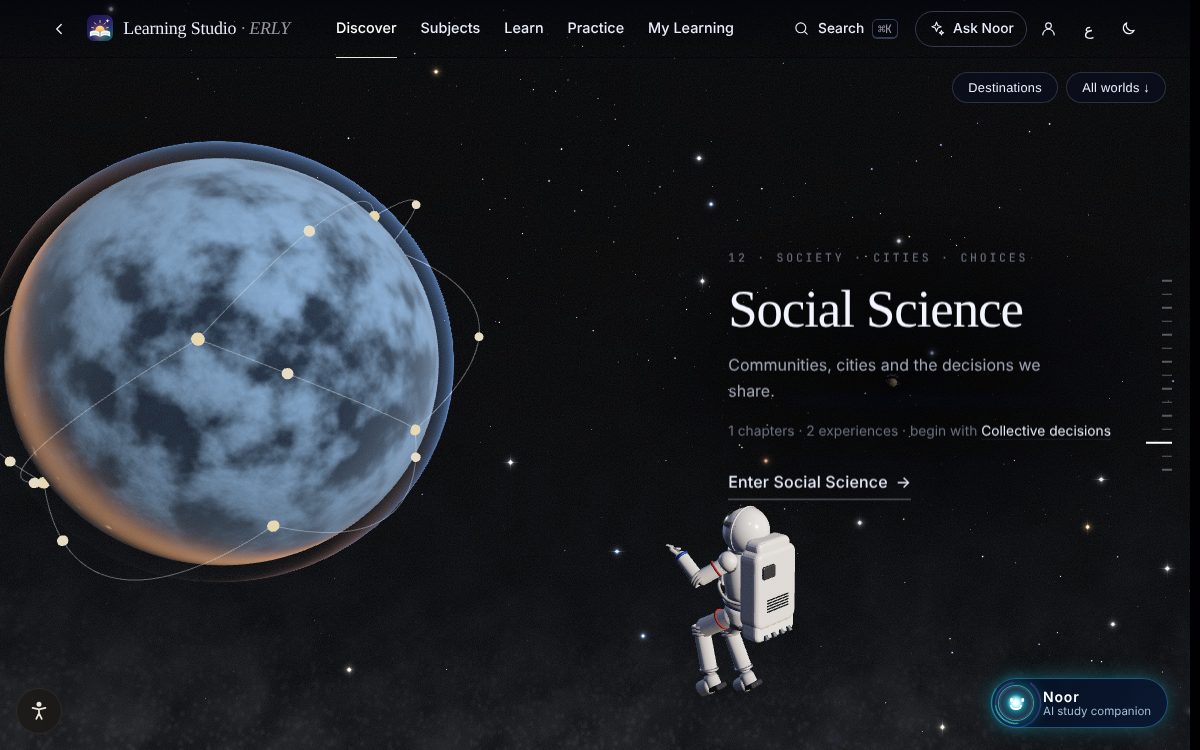 Learning Studio · ERLY
Discover
Subjects
Learn
Practice
My Learning
Search ⌘K
Ask Noor
ع
Destinations
All worlds ↓
12 · SOCIETY · CITIES · CHOICES
Social Science
Communities, cities and the decisions we
share.
1 chapters · 2 experiences · begin with Collective decisions
Enter Social Science →
Noor
AI study companion